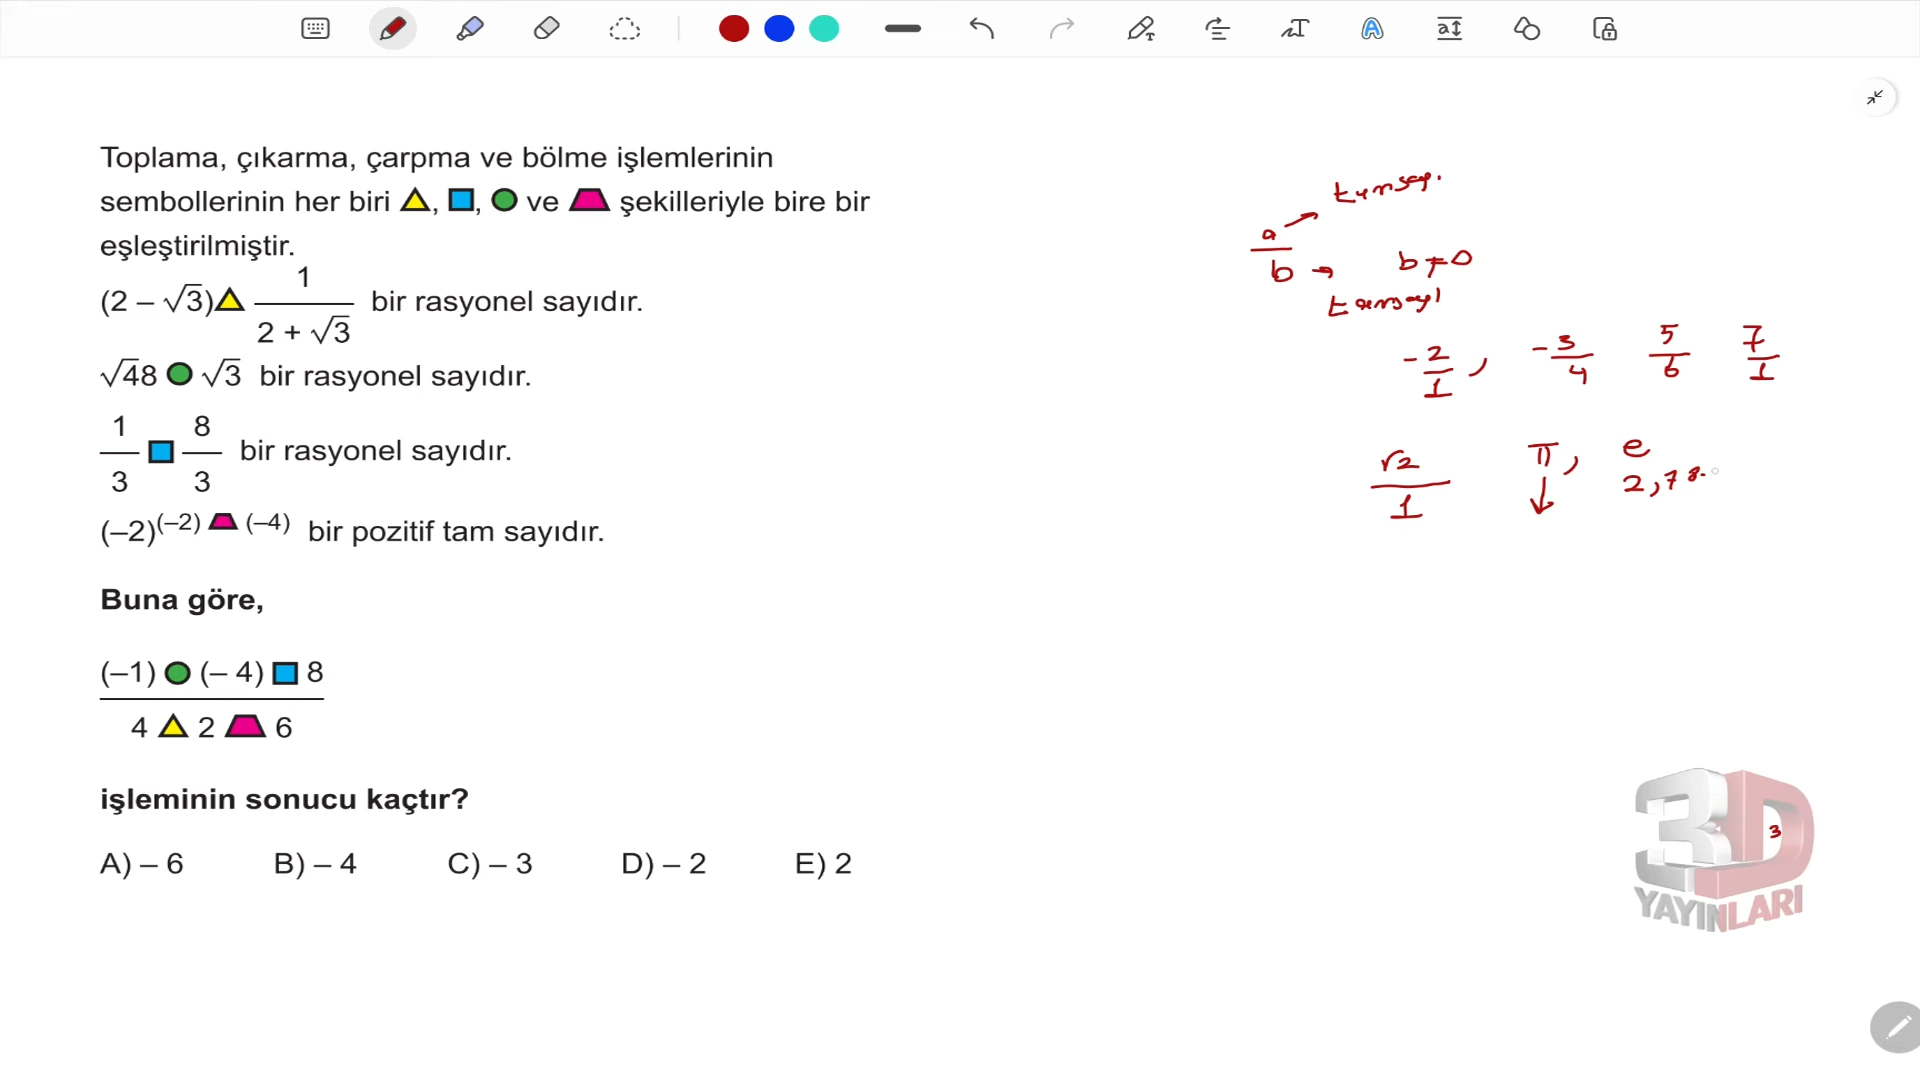 Toplama, çıkarma, çarpma ve bölme işlemlerinin
sembollerinin her biri ▲, ■, ● ve ⏢ şekilleriyle bire bir
eşleştirilmiştir.
(2 – √3)▲ 1/(2 + √3) bir rasyonel sayıdır.
√48 ● √3 bir rasyonel sayıdır.
1/3 ■ 8/3 bir rasyonel sayıdır.
(–2)^((–2) ⏢ (–4)) bir pozitif tam sayıdır.
Buna göre,
(–1) ● (– 4) ■ 8
4 ▲ 2 ⏢ 6
işleminin sonucu kaçtır?
A) – 6 B) – 4 C) – 3 D) – 2 E) 2
a/b
b ≠ 0
-2/1, -3/4 5/6 7/1
√2/1 π, e
2,78.
3D
3
YAYINLARI